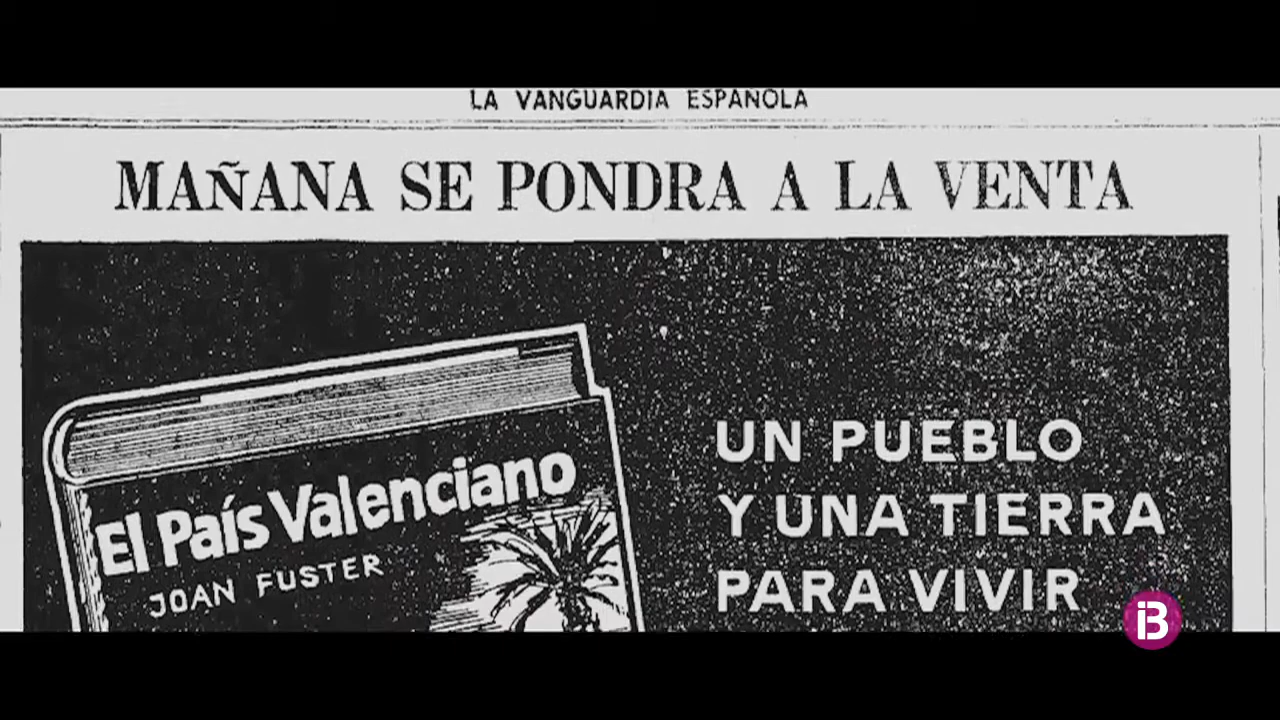 LA VANGUARDIA ESPAÑOLA
MAÑANA SE PONDRA A LA VENTA
El País Valenciano
JOAN FUSTER
UN PUEBLO
Y UNA TIERRA
PARA VIVIR
IB3